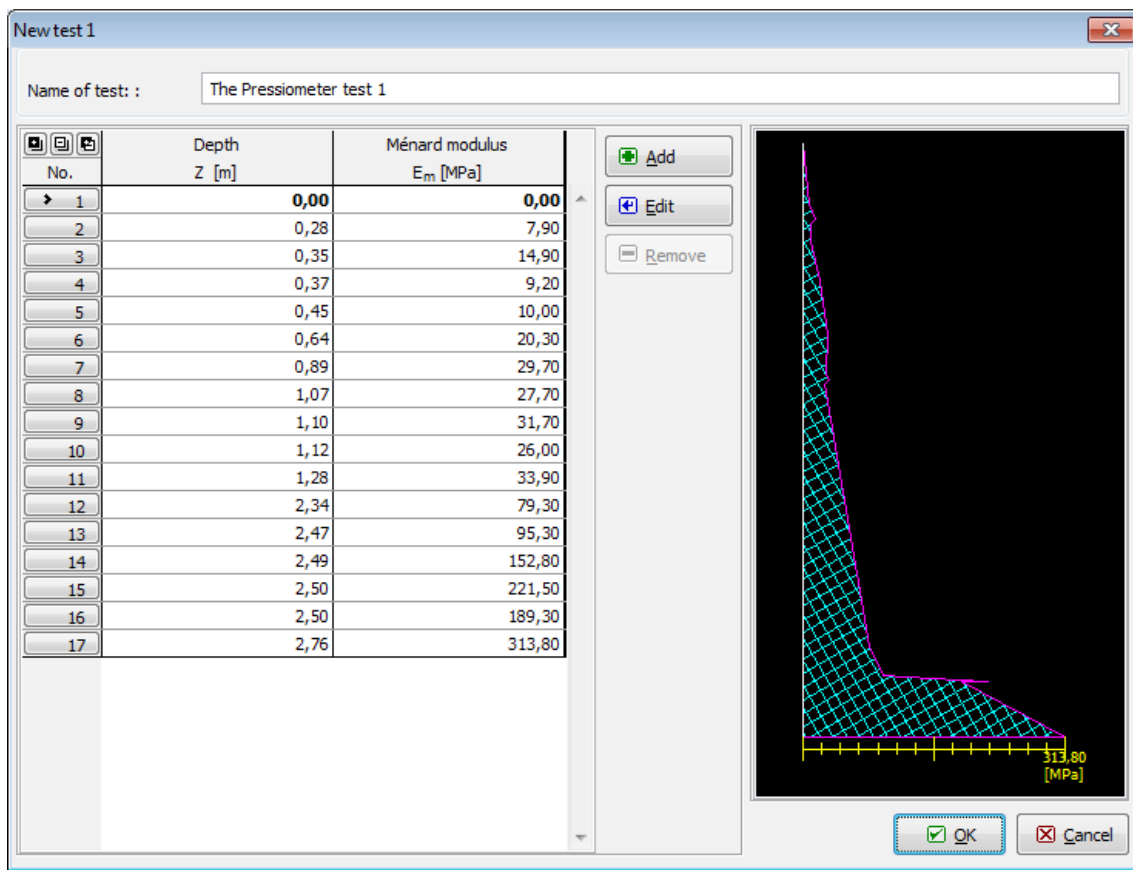 New test 1
Name of test: : The Pressiometer test 1
No. Depth Z [m] Ménard modulus Em [MPa]
1 0,00 0,00
2 0,28 7,90
3 0,35 14,90
4 0,37 9,20
5 0,45 10,00
6 0,64 20,30
7 0,89 29,70
8 1,07 27,70
9 1,10 31,70
10 1,12 26,00
11 1,28 33,90
12 2,34 79,30
13 2,47 95,30
14 2,49 152,80
15 2,50 221,50
16 2,50 189,30
17 2,76 313,80
Add
Edit
Remove
313,80
[MPa]
OK Cancel